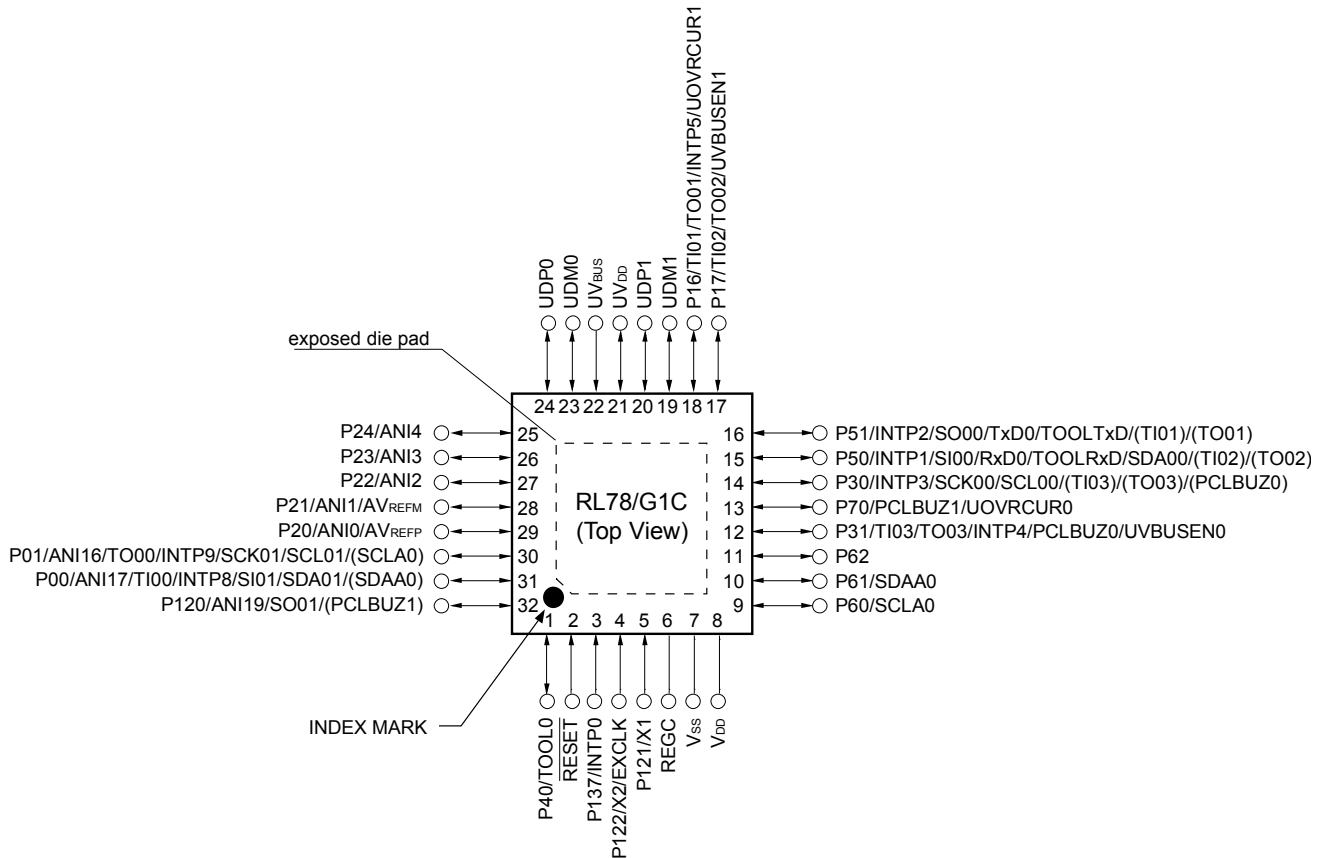 P16/TI01/TO01/INTP5/UOVRCUR1
P17/TI02/TO02/UVBUSEN1
UDP0
UDM0
UVBUS
UVDD
UDP1
UDM1
exposed die pad
24 23 22 21 20 19 18 17
P24/ANI4
25
P23/ANI3
26
P22/ANI2
27
P21/ANI1/AVREFM
28
P20/ANI0/AVREFP
29
P01/ANI16/TO00/INTP9/SCK01/SCL01/(SCLA0)
30
P00/ANI17/TI00/INTP8/SI01/SDA01/(SDAA0)
31
P120/ANI19/SO01/(PCLBUZ1)
32
RL78/G1C
(Top View)
16
P51/INTP2/SO00/TxD0/TOOLTxD/(TI01)/(TO01)
15
P50/INTP1/SI00/RxD0/TOOLRxD/SDA00/(TI02)/(TO02)
14
P30/INTP3/SCK00/SCL00/(TI03)/(TO03)/(PCLBUZ0)
13
P70/PCLBUZ1/UOVRCUR0
12
P31/TI03/TO03/INTP4/PCLBUZ0/UVBUSEN0
11
P62
10
P61/SDAA0
9
P60/SCLA0
1 2 3 4 5 6 7 8
INDEX MARK
P40/TOOL0
RESET
P137/INTP0
P122/X2/EXCLK
P121/X1
REGC
VSS
VDD